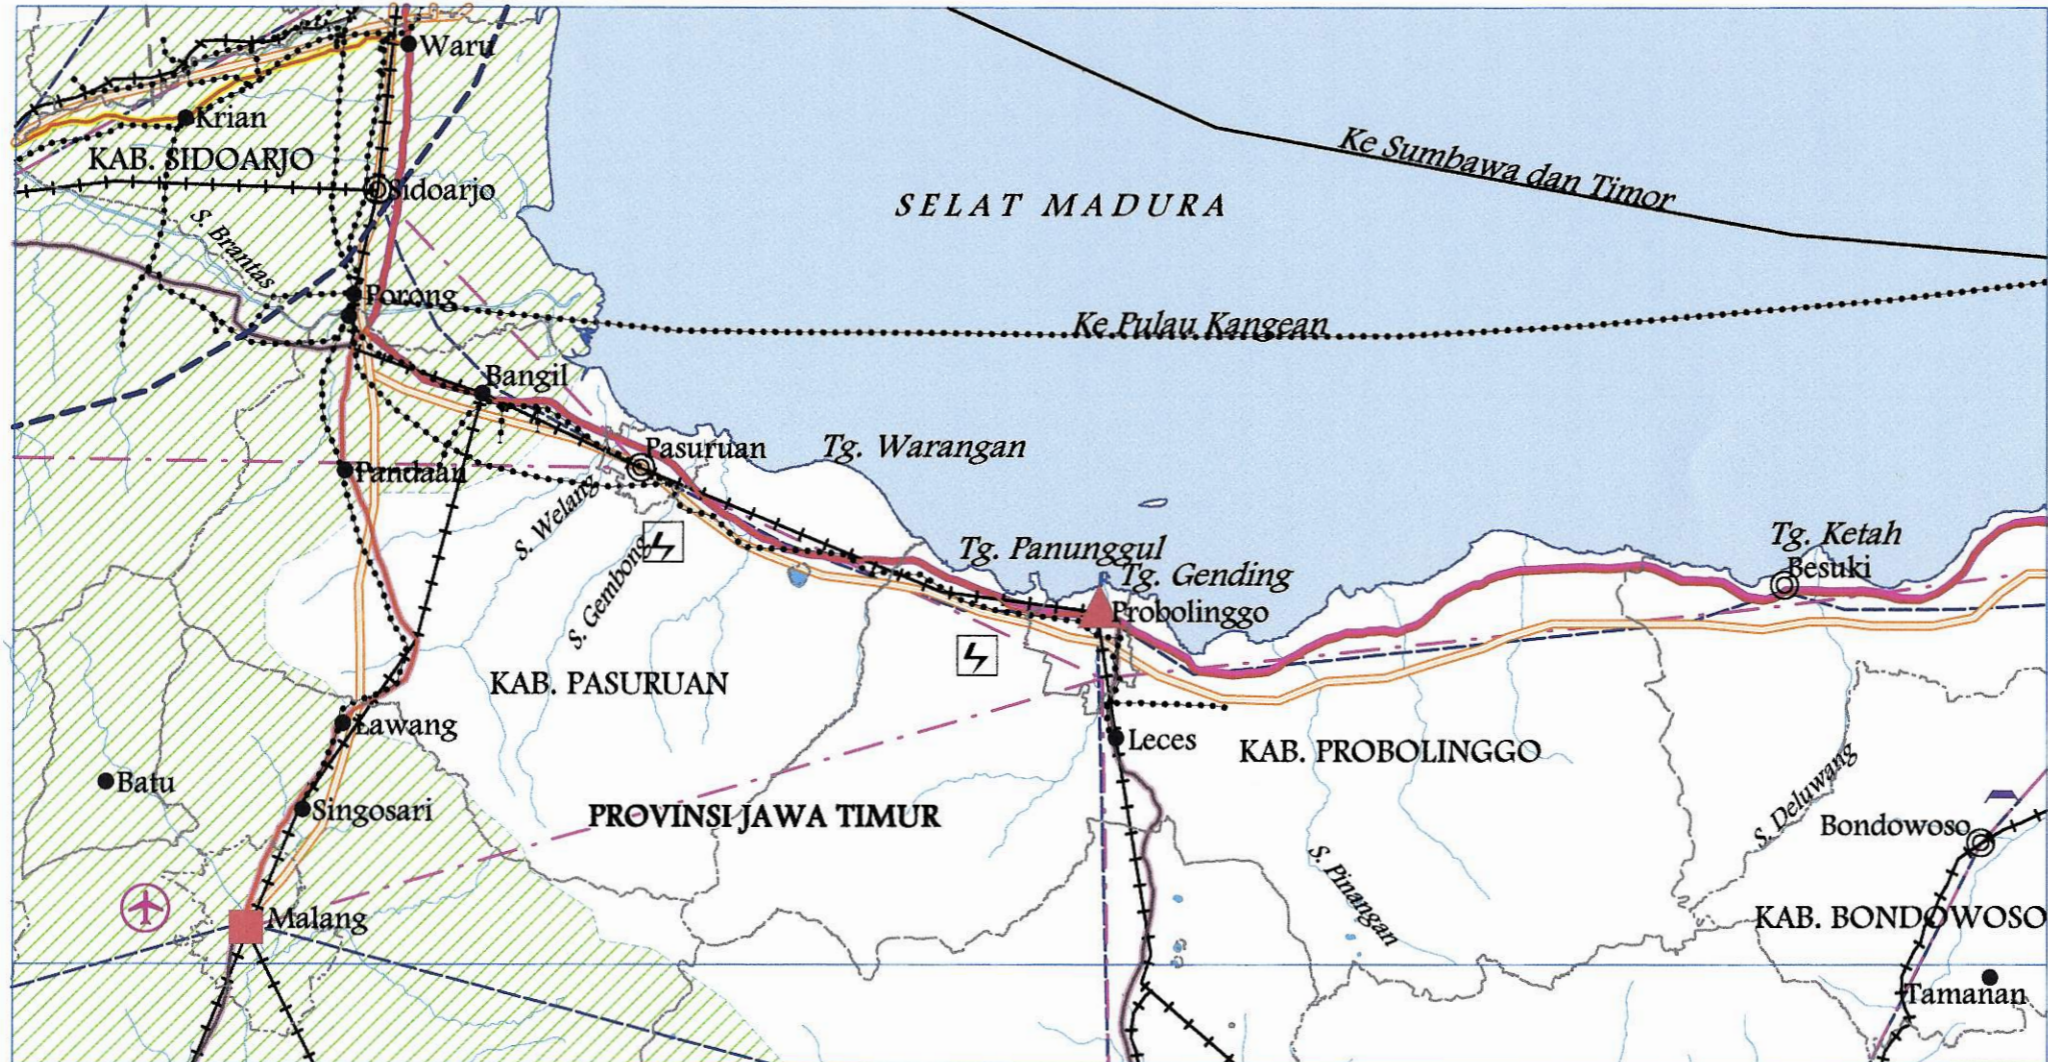 Waru
Krian
KAB. SIDOARJO
Ke Sumbawa dan Timor
Sidoarjo
SELAT MADURA
S. Brantas
Porong
Ke Pulau Kangean
Bangil
Pasuruan
Tg. Warangan
Pandaan
S. Welang
Tg. Ketah
Tg. Panunggul
Besuki
Tg. Gending
S. Gembong
Probolinggo
KAB. PASURUAN
Lawang
Leces
KAB. PROBOLINGGO
Batu
S. Deluwang
Singosari
PROVINSI JAWA TIMUR
Bondowoso
S. Pinangan
Malang
KAB. BONDOWOSO
Tamanan